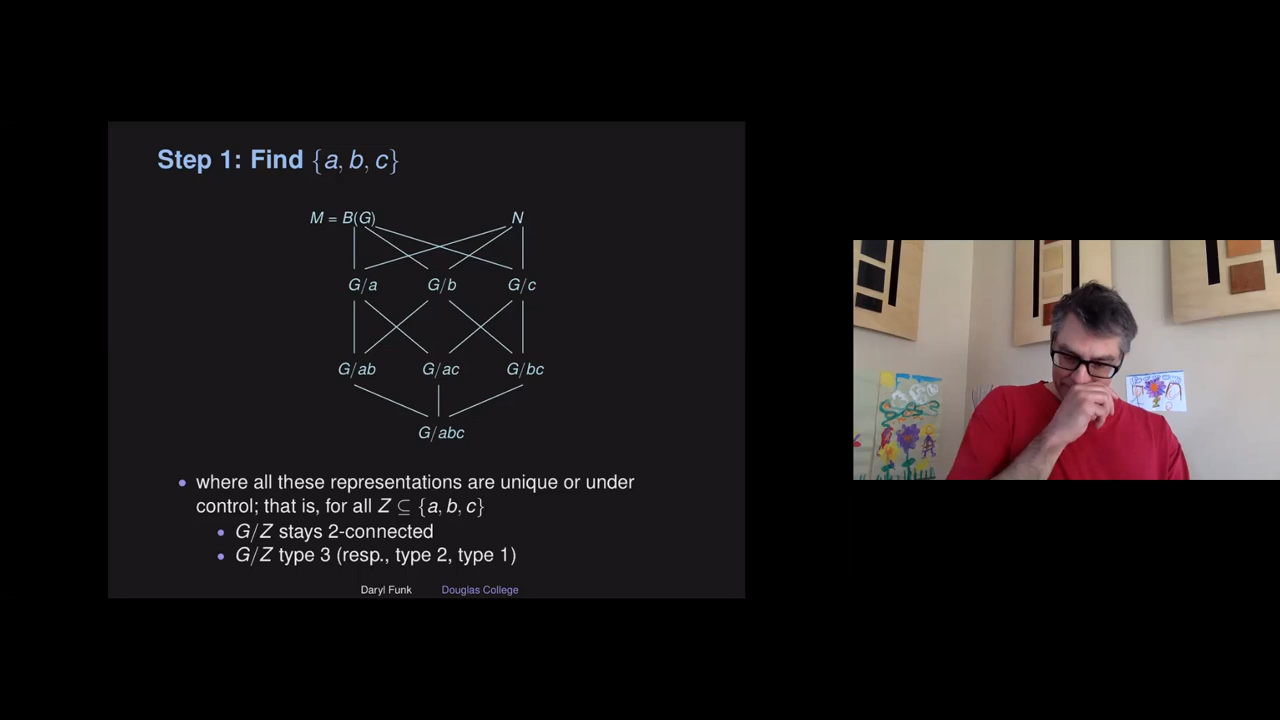 Step 1: Find {a, b, c}
M = B(G) N
G/a G/b G/c
G/ab G/ac G/bc
G/abc
• where all these representations are unique or under
control; that is, for all Z ⊆ {a, b, c}
• G/Z stays 2-connected
• G/Z type 3 (resp., type 2, type 1)
Daryl Funk Douglas College